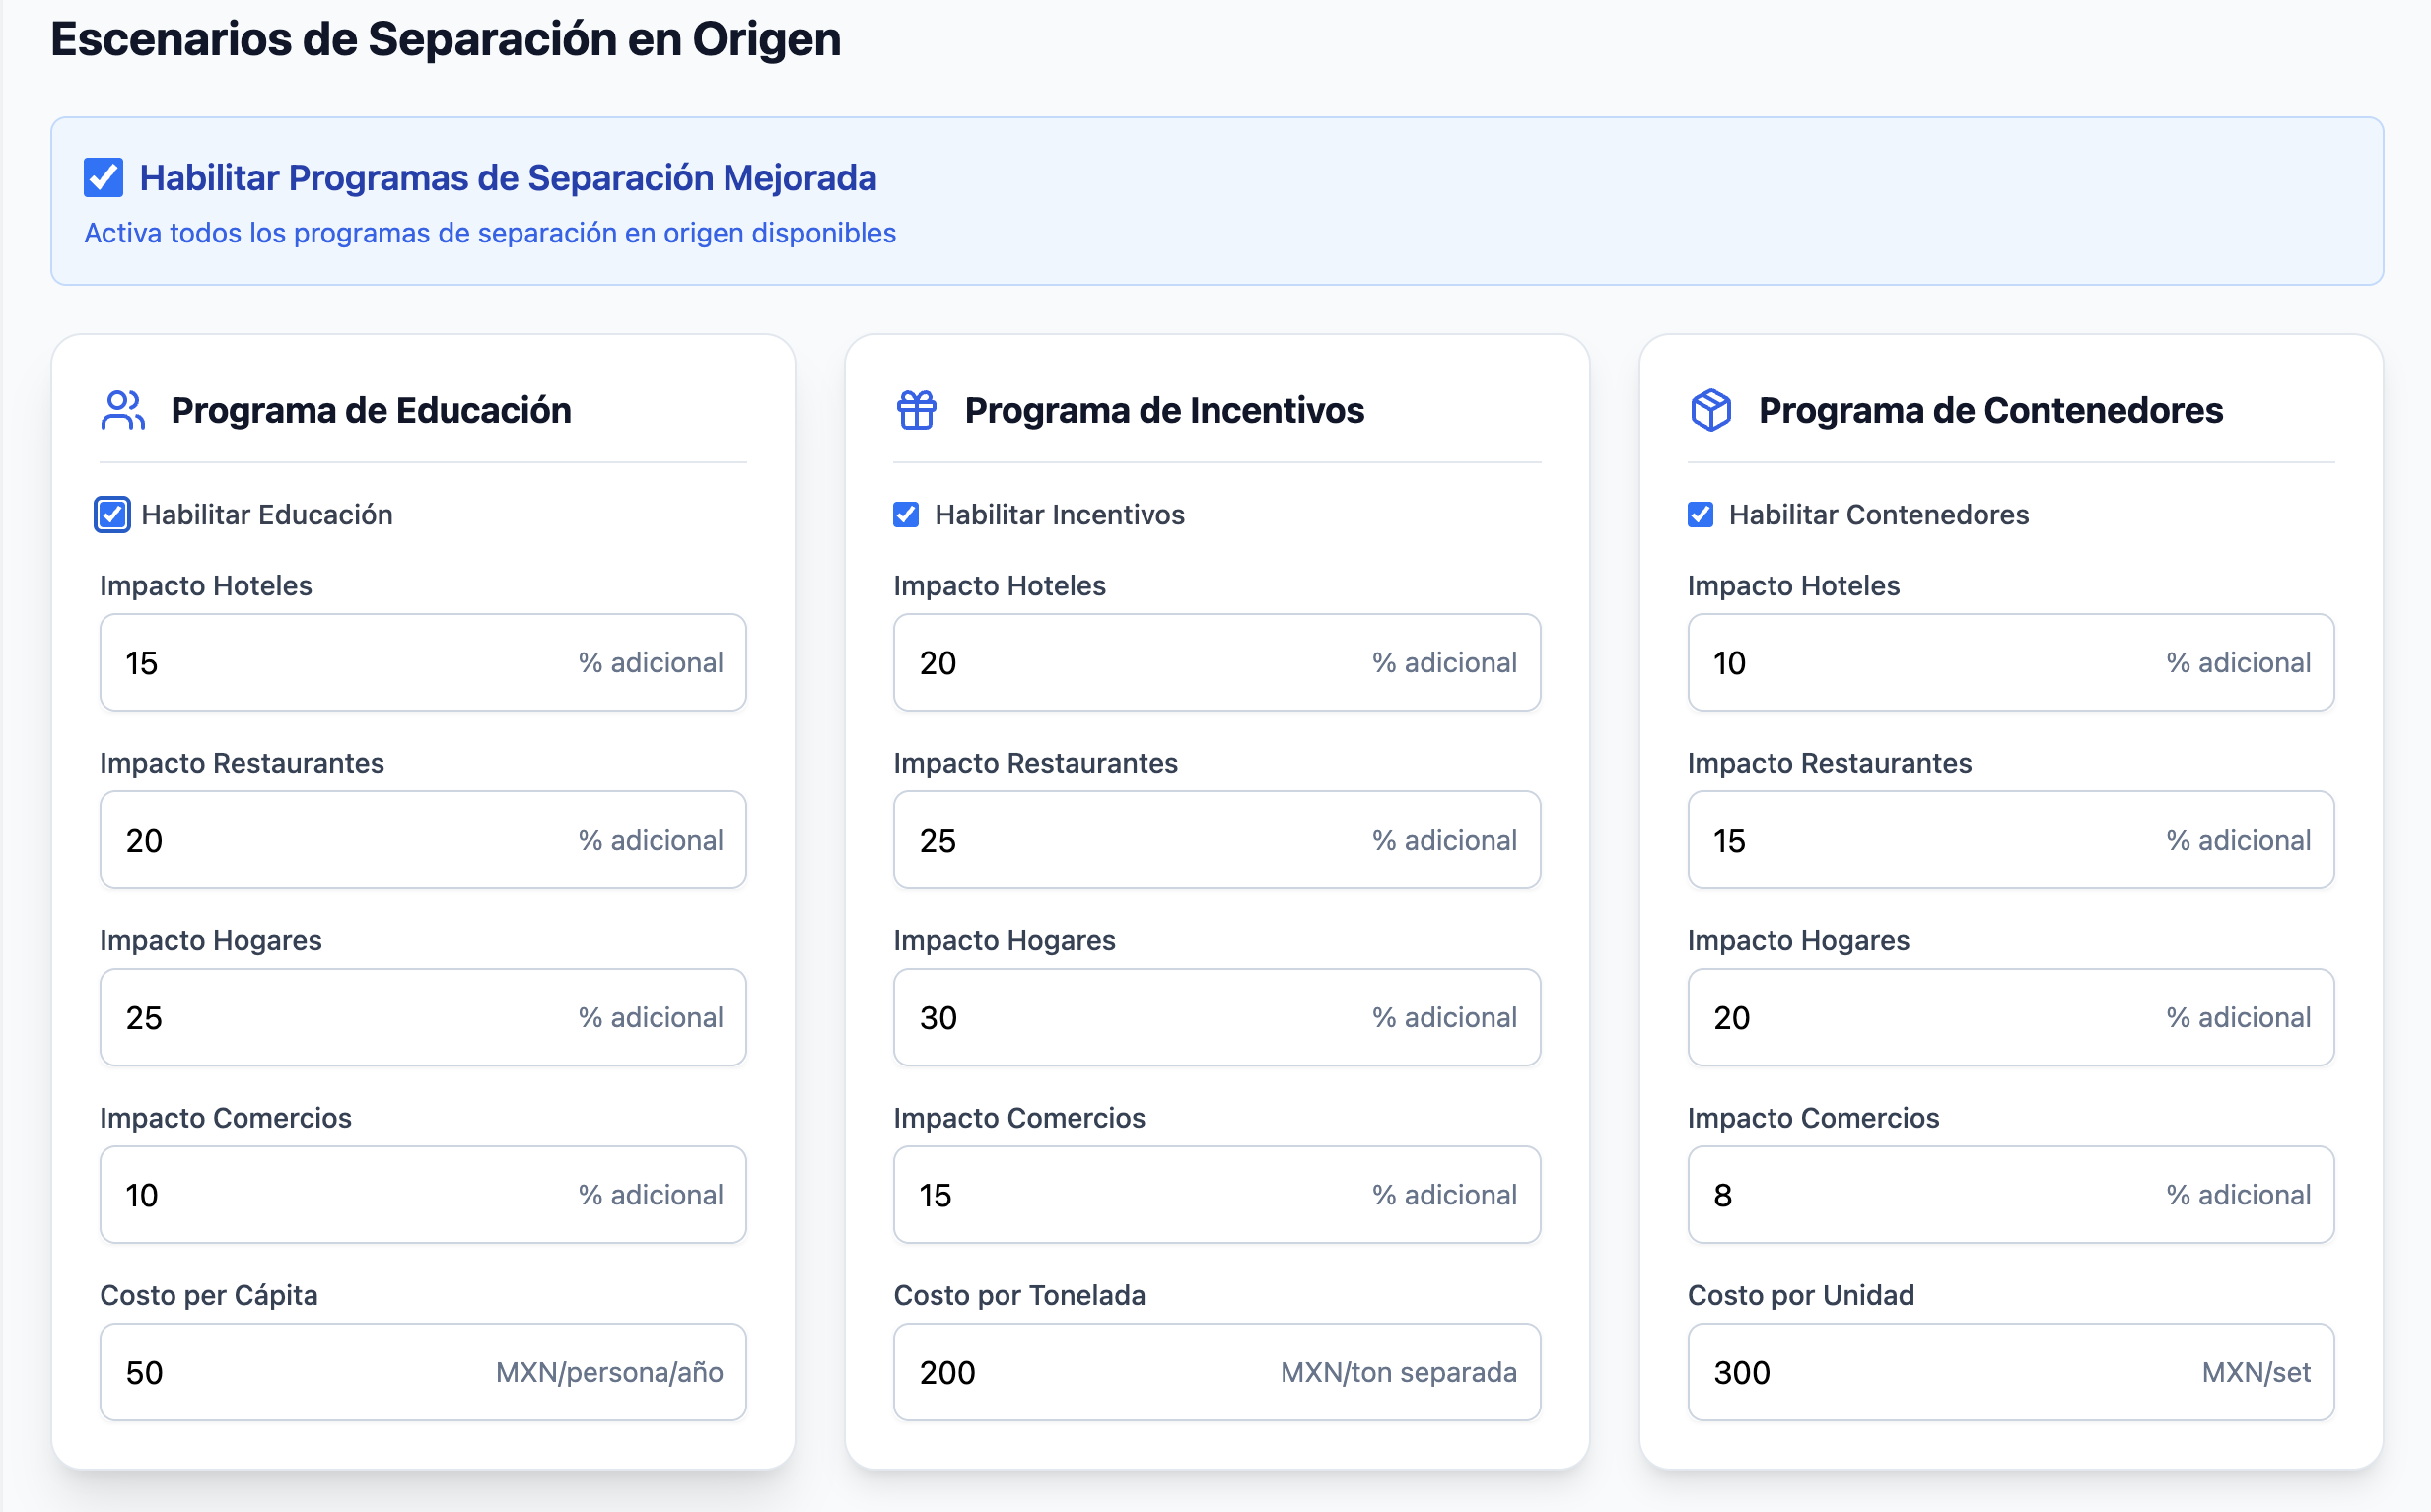 Escenarios de Separación en Origen
Habilitar Programas de Separación Mejorada
Activa todos los programas de separación en origen disponibles
Programa de Educación
Habilitar Educación
Impacto Hoteles
15 % adicional
Impacto Restaurantes
20 % adicional
Impacto Hogares
25 % adicional
Impacto Comercios
10 % adicional
Costo per Cápita
50 MXN/persona/año
Programa de Incentivos
Habilitar Incentivos
Impacto Hoteles
20 % adicional
Impacto Restaurantes
25 % adicional
Impacto Hogares
30 % adicional
Impacto Comercios
15 % adicional
Costo por Tonelada
200 MXN/ton separada
Programa de Contenedores
Habilitar Contenedores
Impacto Hoteles
10 % adicional
Impacto Restaurantes
15 % adicional
Impacto Hogares
20 % adicional
Impacto Comercios
8 % adicional
Costo por Unidad
300 MXN/set